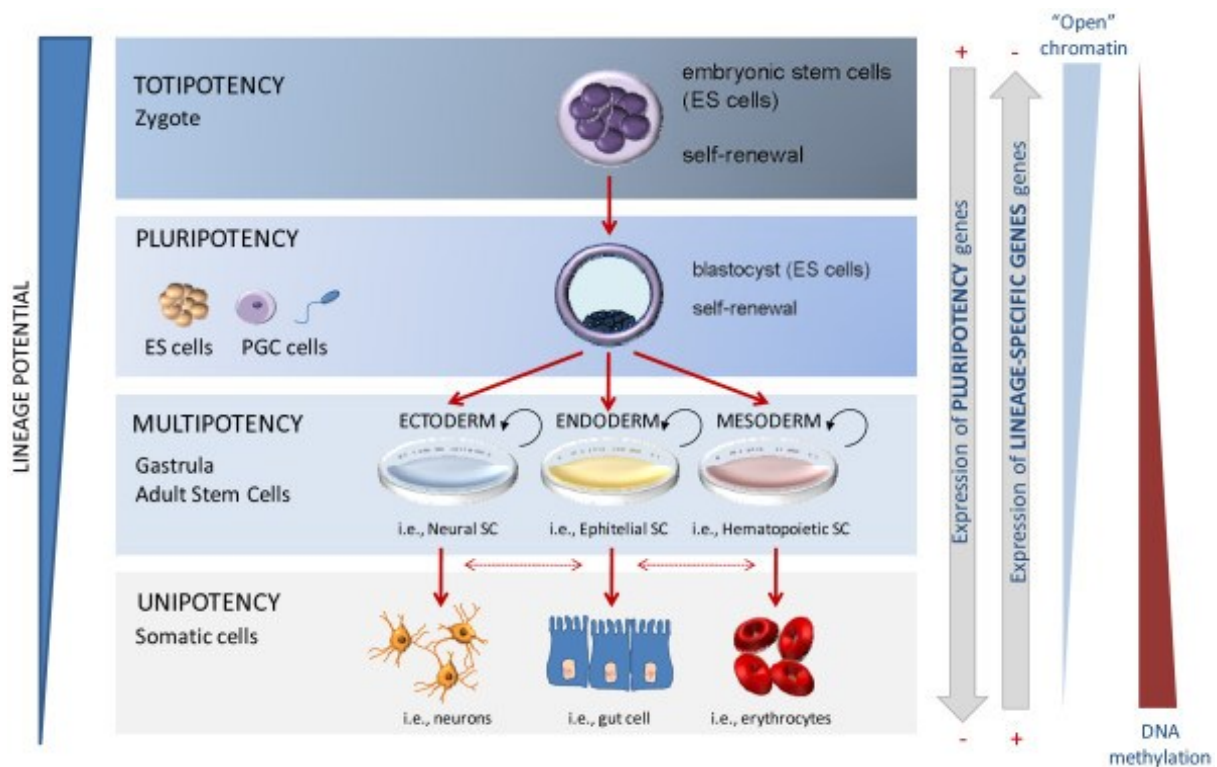 LINEAGE POTENTIAL
TOTIPOTENCY
Zygote
embryonic stem cells
(ES cells)
self-renewal
PLURIPOTENCY
ES cells
PGC cells
blastocyst (ES cells)
self-renewal
MULTIPOTENCY
Gastrula
Adult Stem Cells
ECTODERM
ENDODERM
MESODERM
i.e., Neural SC
i.e., Ephitelial SC
i.e., Hematopoietic SC
UNIPOTENCY
Somatic cells
i.e., neurons
i.e., gut cell
i.e., erythrocytes
+
Expression of PLURIPOTENCY genes
-
-
Expression of LINEAGE-SPECIFIC GENES genes
+
“Open”
chromatin
DNA
methylation